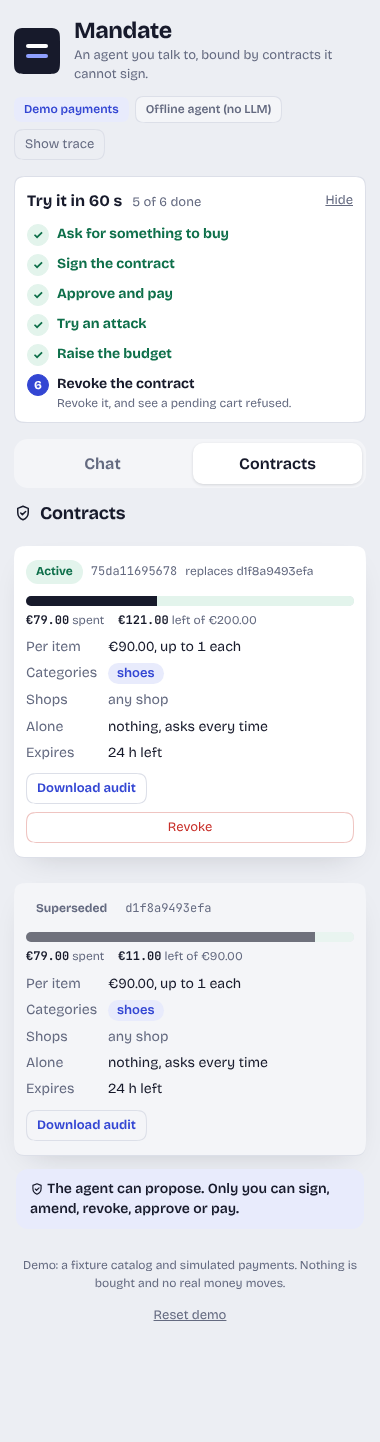 Mandate
An agent you talk to, bound by contracts it
cannot sign.
Demo payments
Offline agent (no LLM)
Show trace
Try it in 60 s
5 of 6 done
Hide
Ask for something to buy
Sign the contract
Approve and pay
Try an attack
Raise the budget
6
Revoke the contract
Revoke it, and see a pending cart refused.
Chat
Contracts
Contracts
Active 75da11695678 replaces d1f8a9493efa
€79.00 spent €121.00 left of €200.00
Per item €90.00, up to 1 each
Categories shoes
Shops any shop
Alone nothing, asks every time
Expires 24 h left
Download audit
Revoke
Superseded d1f8a9493efa
€79.00 spent €11.00 left of €90.00
Per item €90.00, up to 1 each
Categories shoes
Shops any shop
Alone nothing, asks every time
Expires 24 h left
Download audit
The agent can propose. Only you can sign,
amend, revoke, approve or pay.
Demo: a fixture catalog and simulated payments. Nothing is
bought and no real money moves.
Reset demo